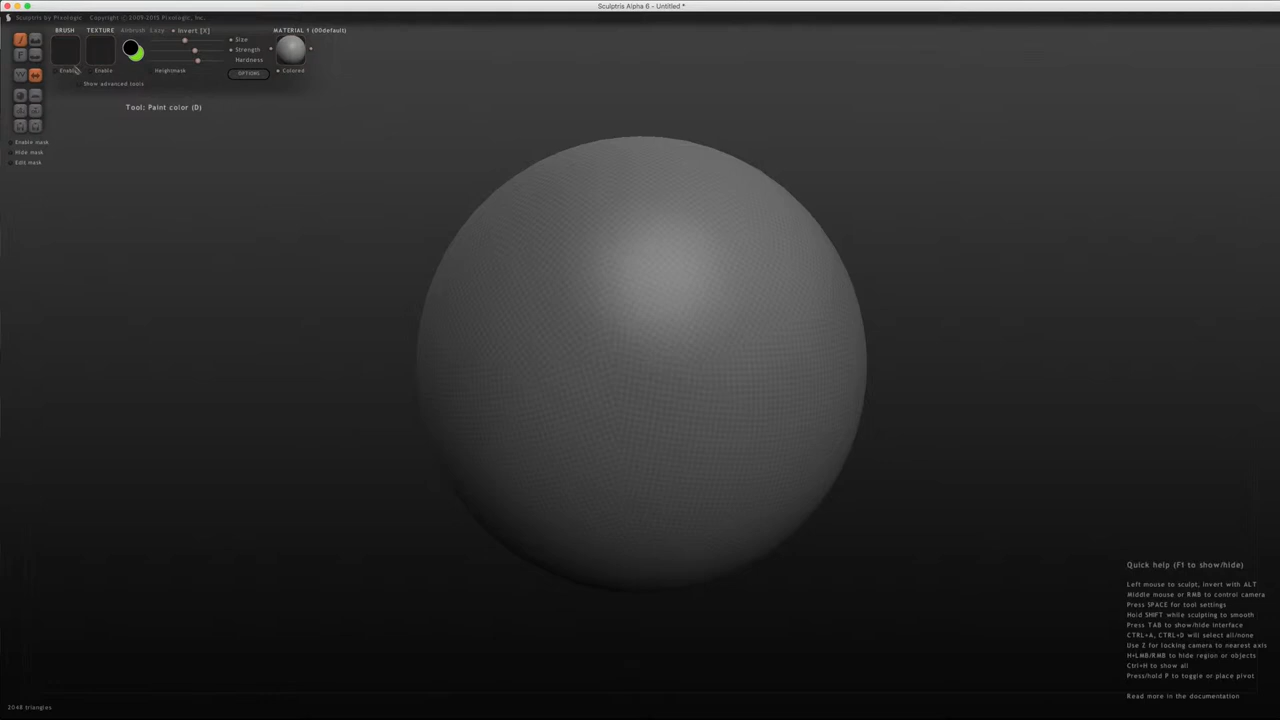 Sculptris Alpha 6 - Untitled *
Sculptris by Pixologic. Copyright ©2009-2015 Pixologic, Inc.
BRUSH
TEXTURE
Airbrush
Lazy
Invert [X]
MATERIAL 1 (00default)
Size
Strength
Hardness
Enable
Enable
Heightmask
OPTIONS
Colored
Show advanced tools
Tool: Paint color (D)
F
W
Enable mask
Hide mask
Edit mask
Quick help (F1 to show/hide)
Left mouse to sculpt, invert with ALT
Middle mouse or RMB to control camera
Press SPACE for tool settings
Hold SHIFT while sculpting to smooth
Press TAB to show/hide interface
CTRL+A, CTRL+D will select all/none
Use Z for locking camera to nearest axis
H+LMB/RMB to hide region or objects
Ctrl+H to show all
Press/hold P to toggle or place pivot
Read more in the documentation
2048 triangles